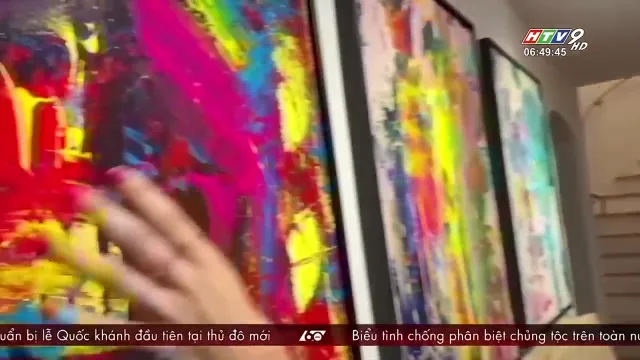 HTV9 HD
06:49:45
uẩn bị lễ Quốc khánh đầu tiên tại thủ đô mới
60
Biểu tình chống phân biệt chủng tộc trên toàn n